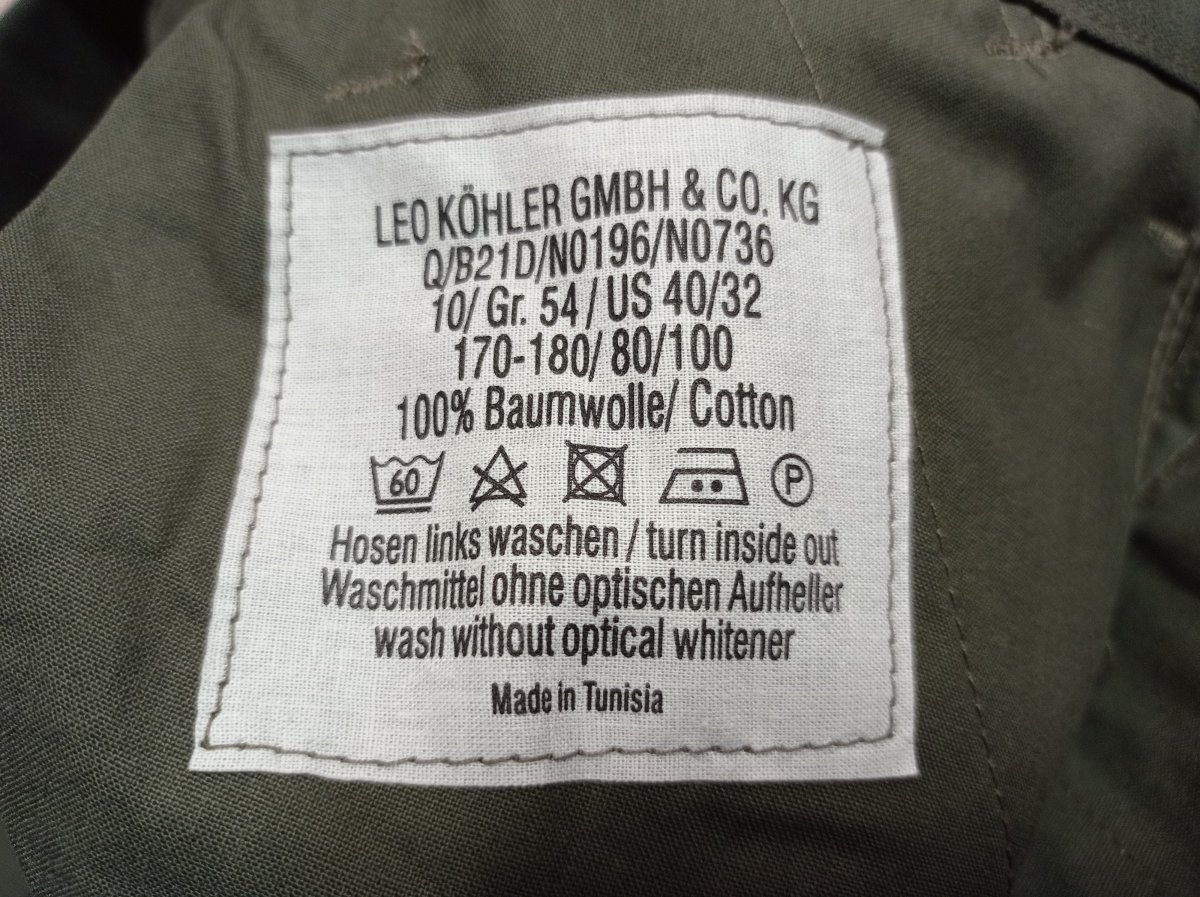 LEO KÖHLER GMBH & CO. KG
Q/B21D/N0196/N0736
10/ Gr. 54 / US 40/32
170-180/ 80/100
100% Baumwolle/ Cotton
60 P
Hosen links waschen / turn inside out
Waschmittel ohne optischen Aufheller
wash without optical whitener
Made in Tunisia